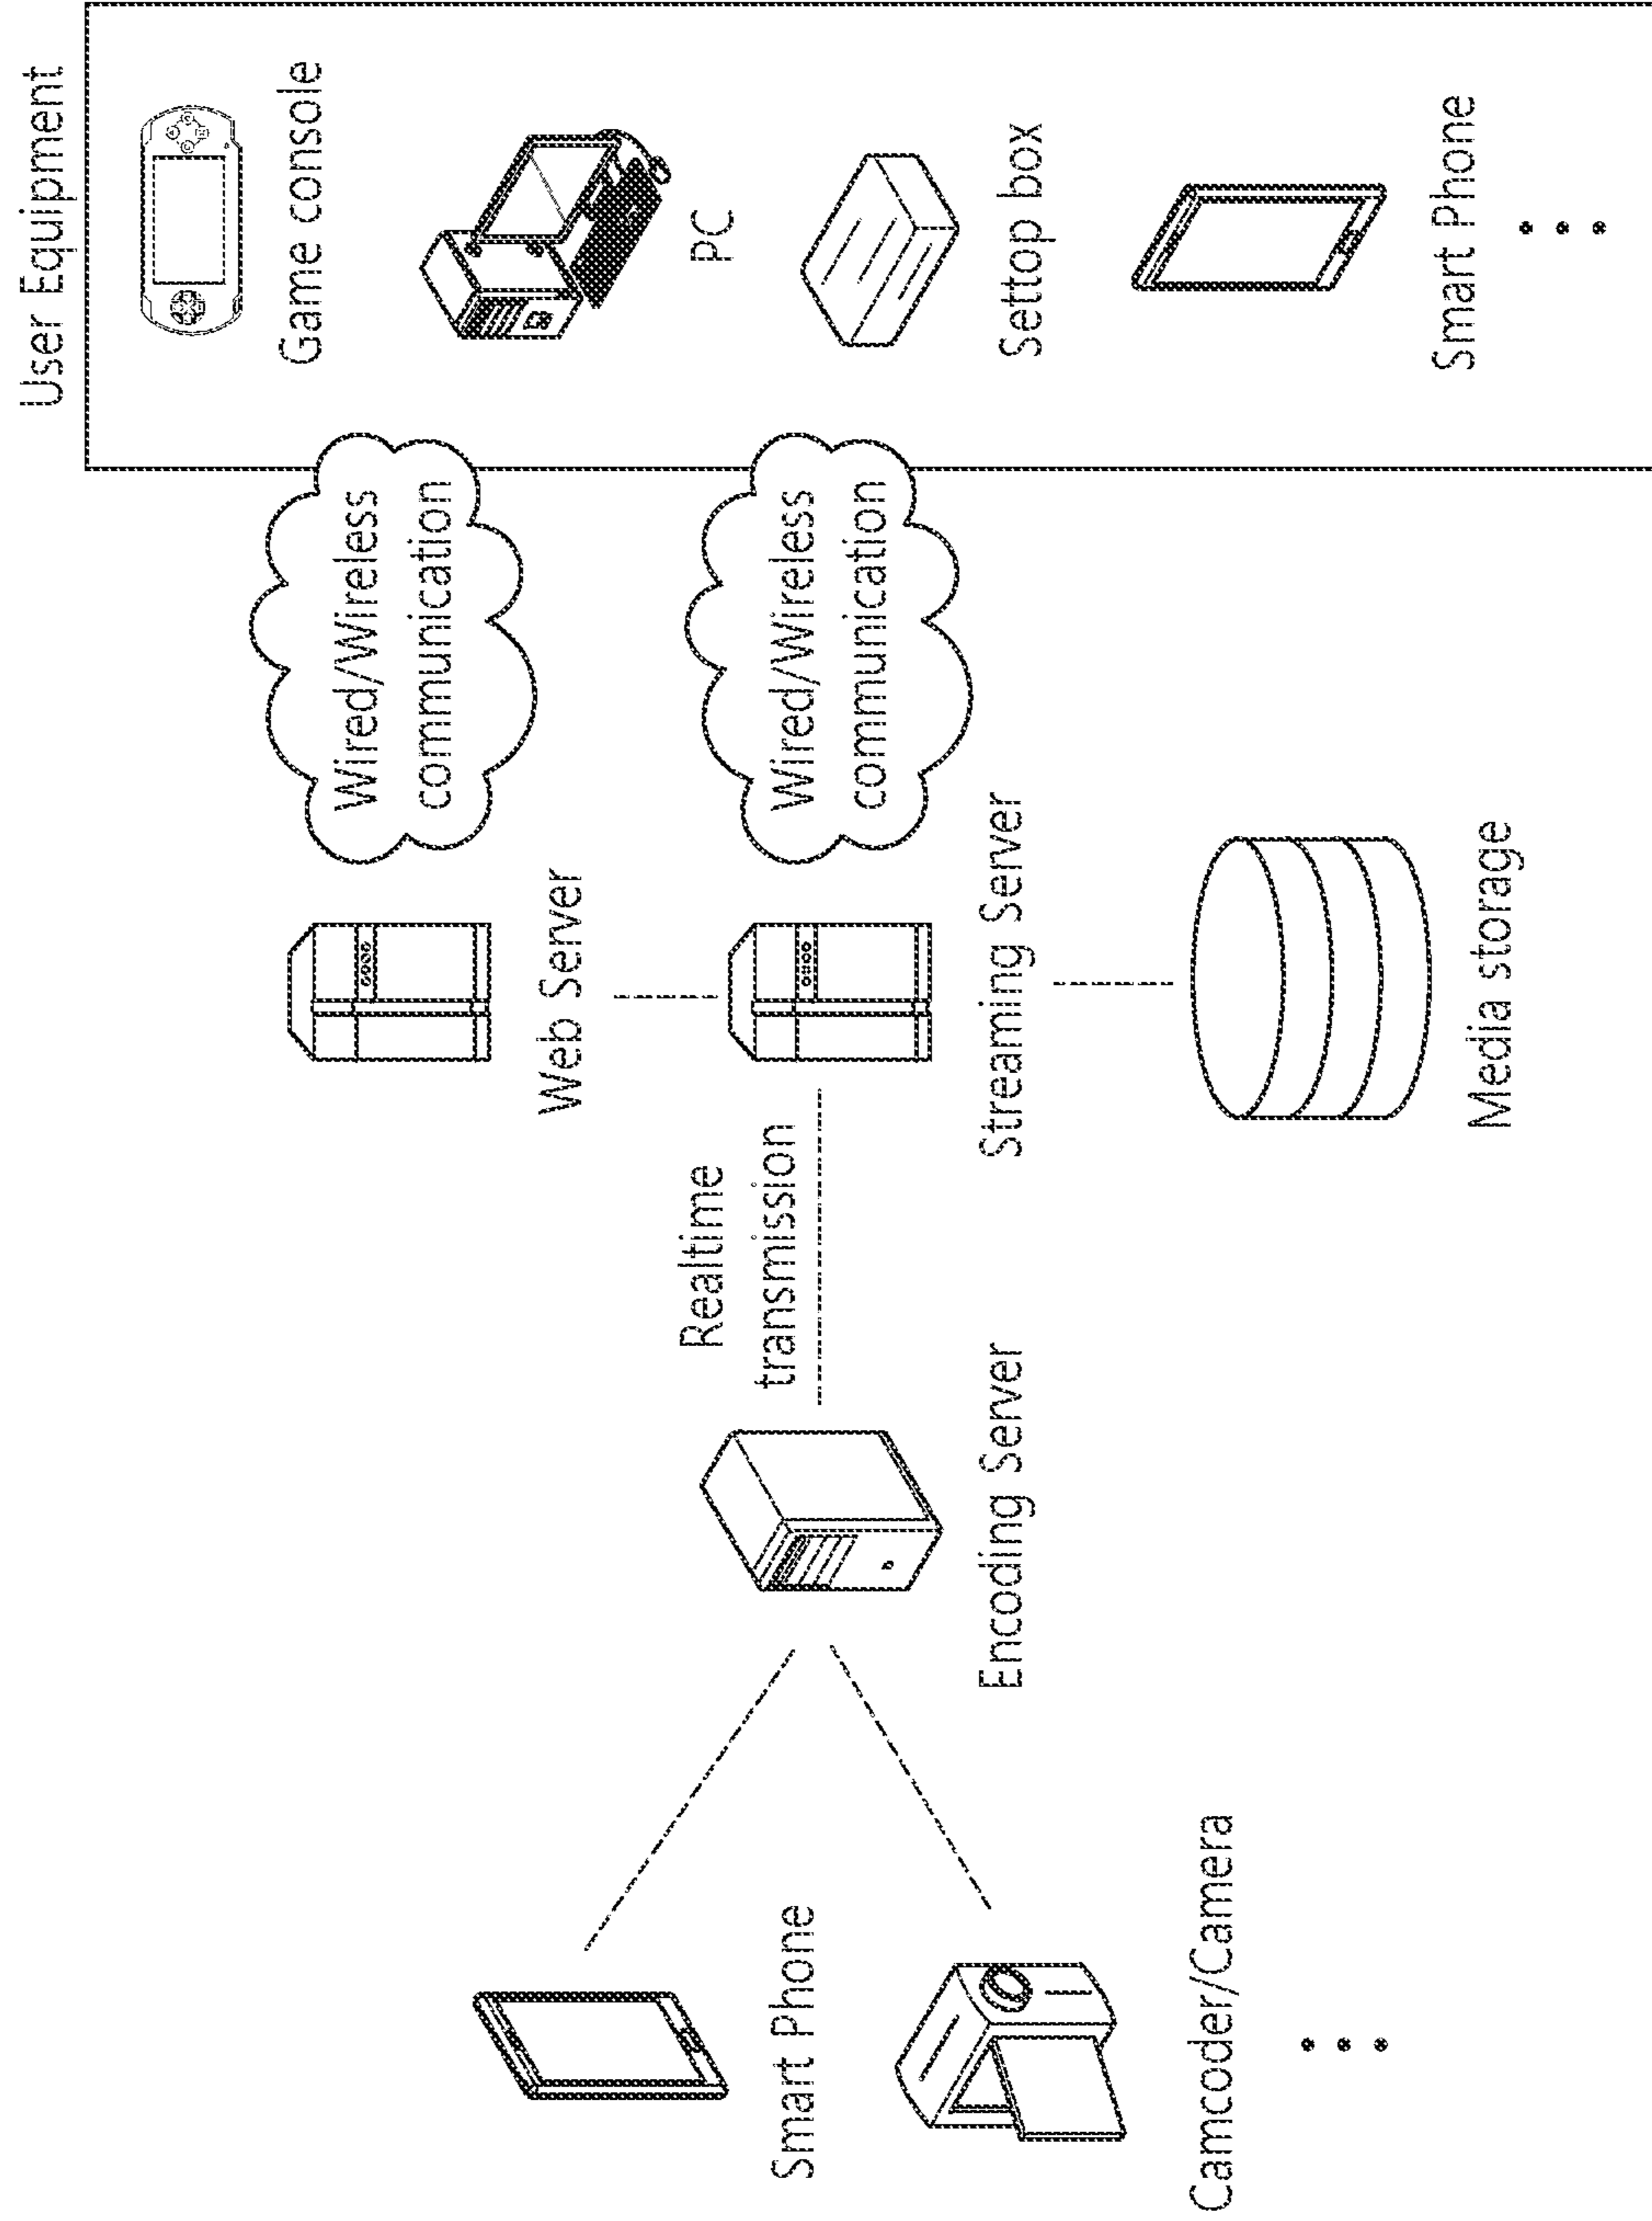 User Equipment
Game console
PC
Settop box
Smart Phone
Wired/Wireless
communication
Wired/Wireless
communication
Web Server
Streaming Server
Media storage
Realtime
transmission
Encoding Server
Smart Phone
Camcoder/Camera